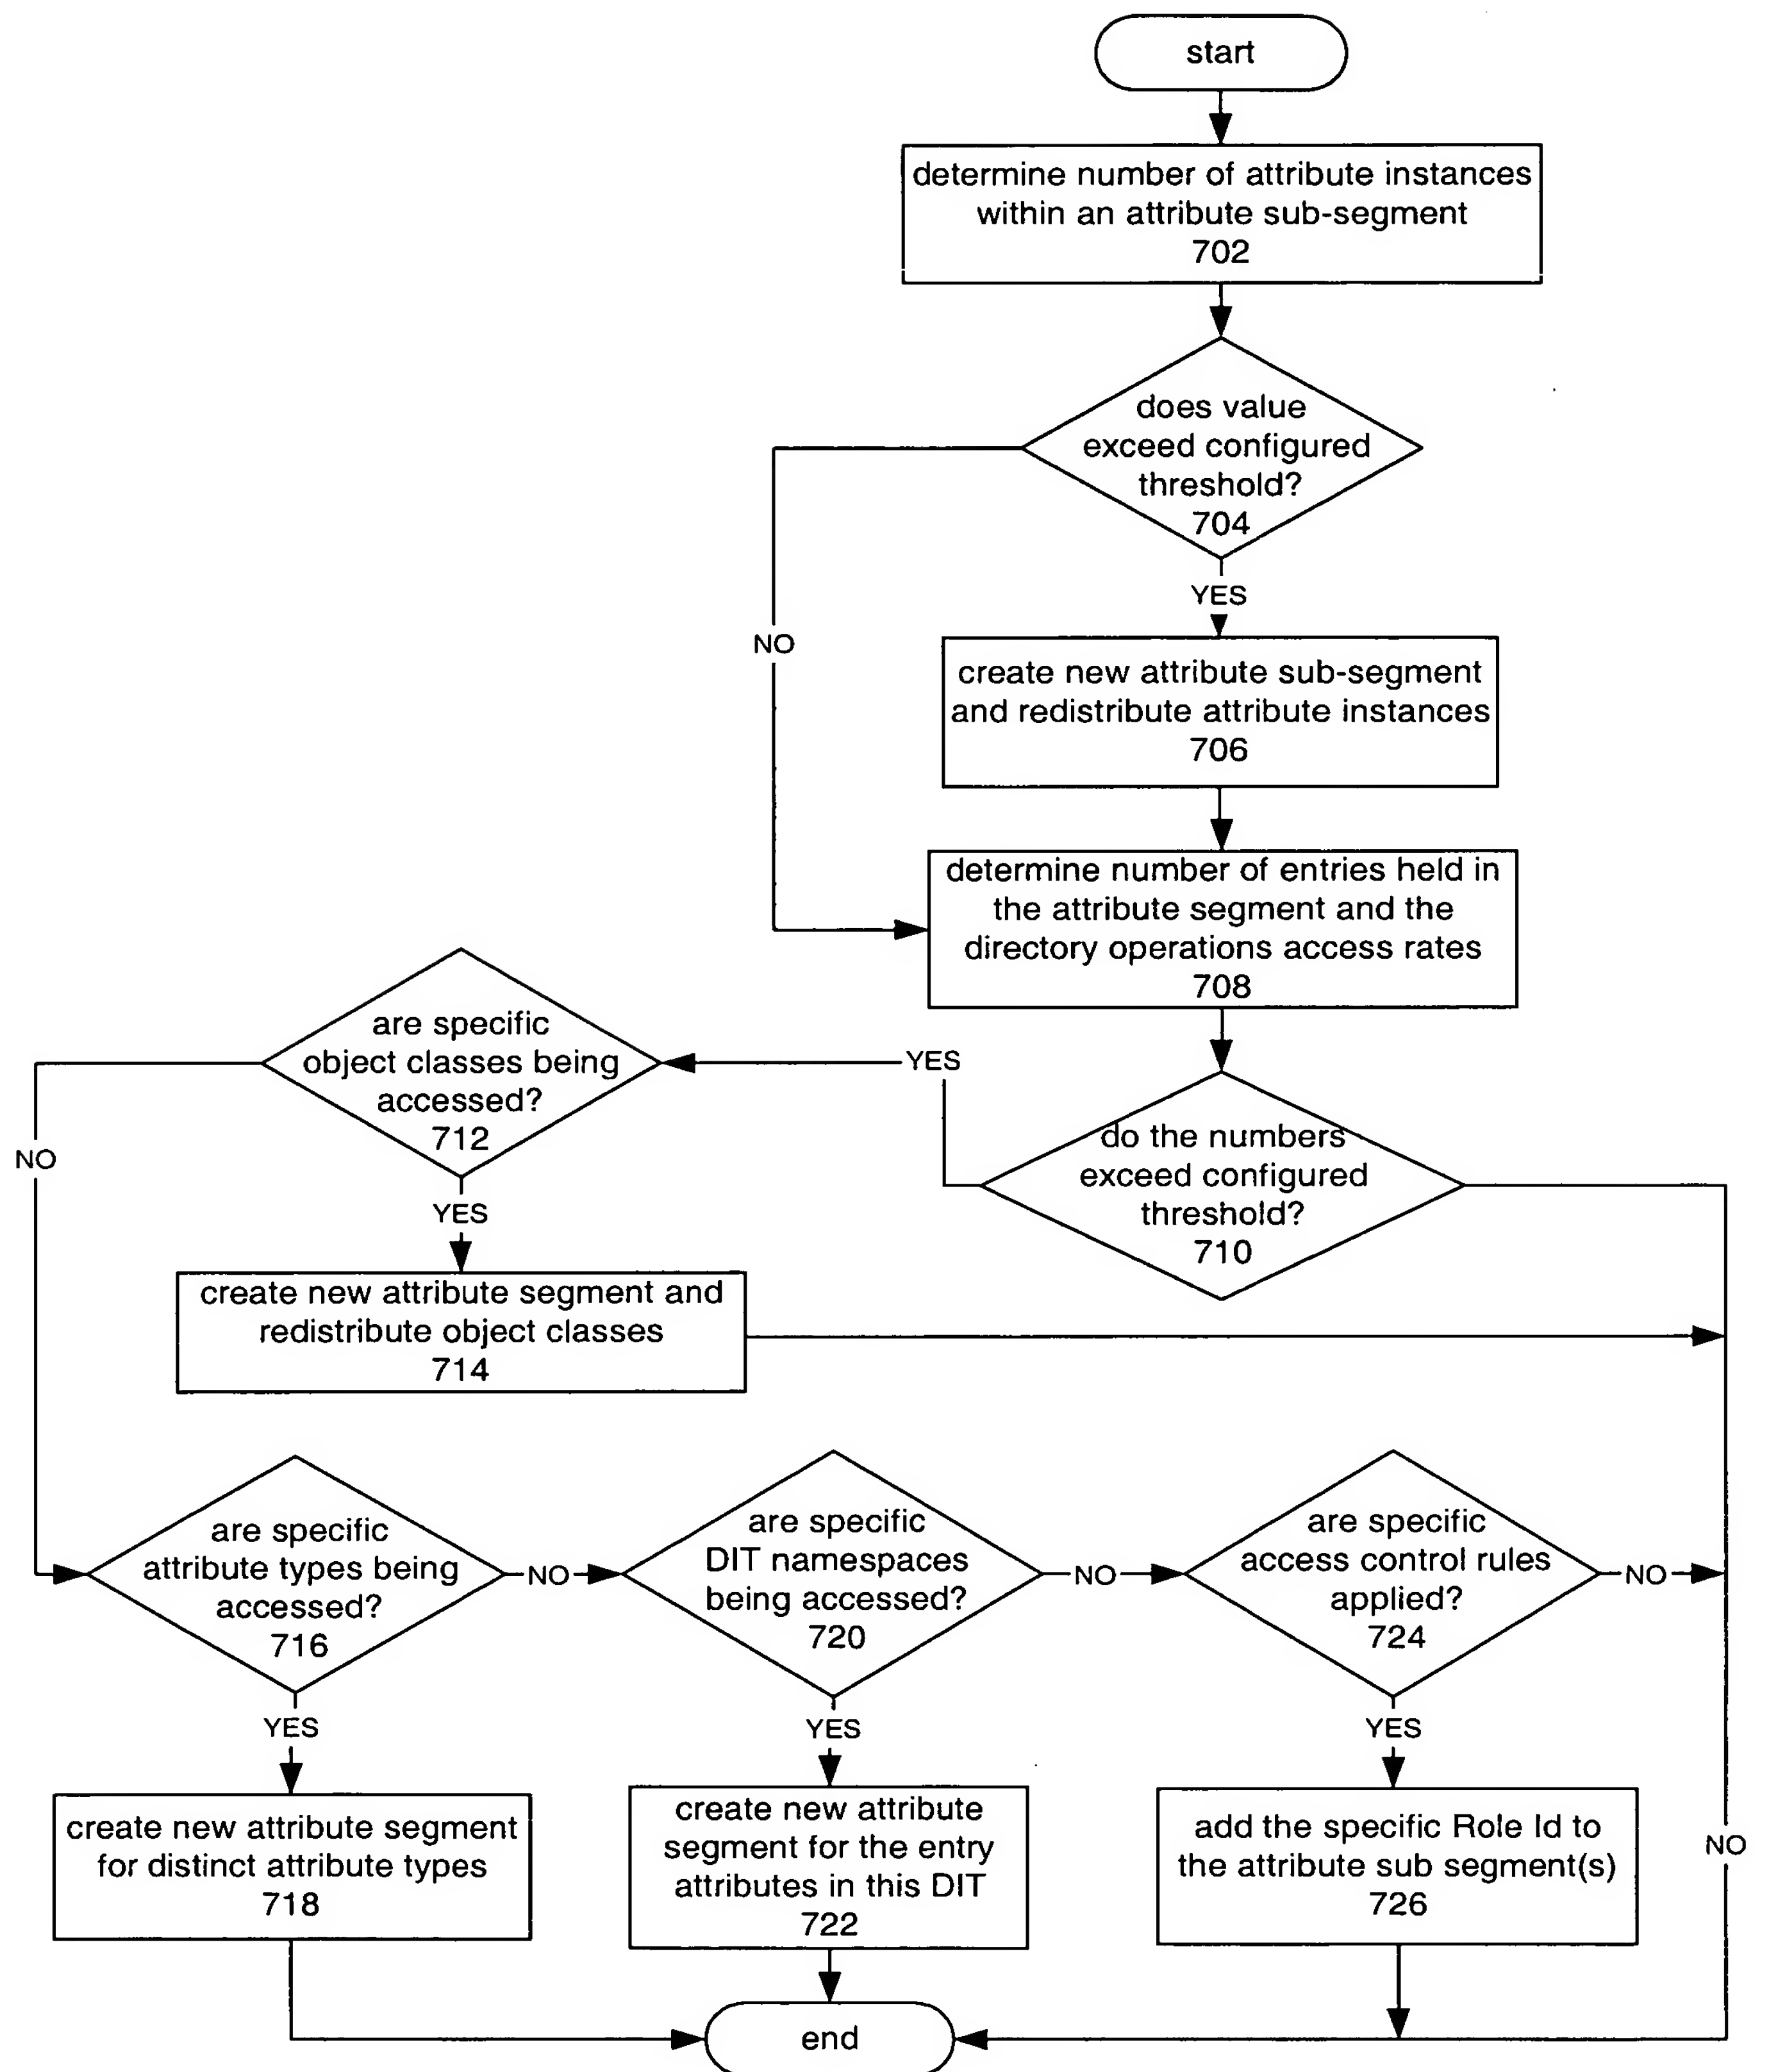 start
determine number of attribute instances
within an attribute sub-segment
702
does value
exceed configured
threshold?
704
YES
NO
create new attribute sub-segment
and redistribute attribute instances
706
determine number of entries held in
the attribute segment and the
directory operations access rates
708
are specific
object classes being
accessed?
712
YES
do the numbers
exceed configured
threshold?
710
NO
YES
create new attribute segment and
redistribute object classes
714
are specific
attribute types being
accessed?
716
NO
are specific
DIT namespaces
being accessed?
720
NO
are specific
access control rules
applied?
724
NO
YES
YES
YES
create new attribute segment
for distinct attribute types
718
create new attribute
segment for the entry
attributes in this DIT
722
add the specific Role Id to
the attribute sub segment(s)
726
NO
end